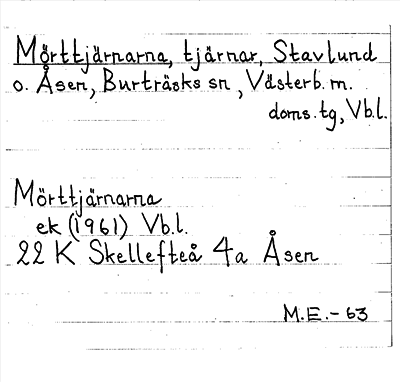 Mörttjärnarna, tjärnar, Stavlund
o. Åsen, Burträsks sn, Västerb. m.
doms. tg, Vb.l.
Mörttjärnarna
ek (1961) Vb.l.
22 K Skellefteå 4a Åsen
M.E.-63